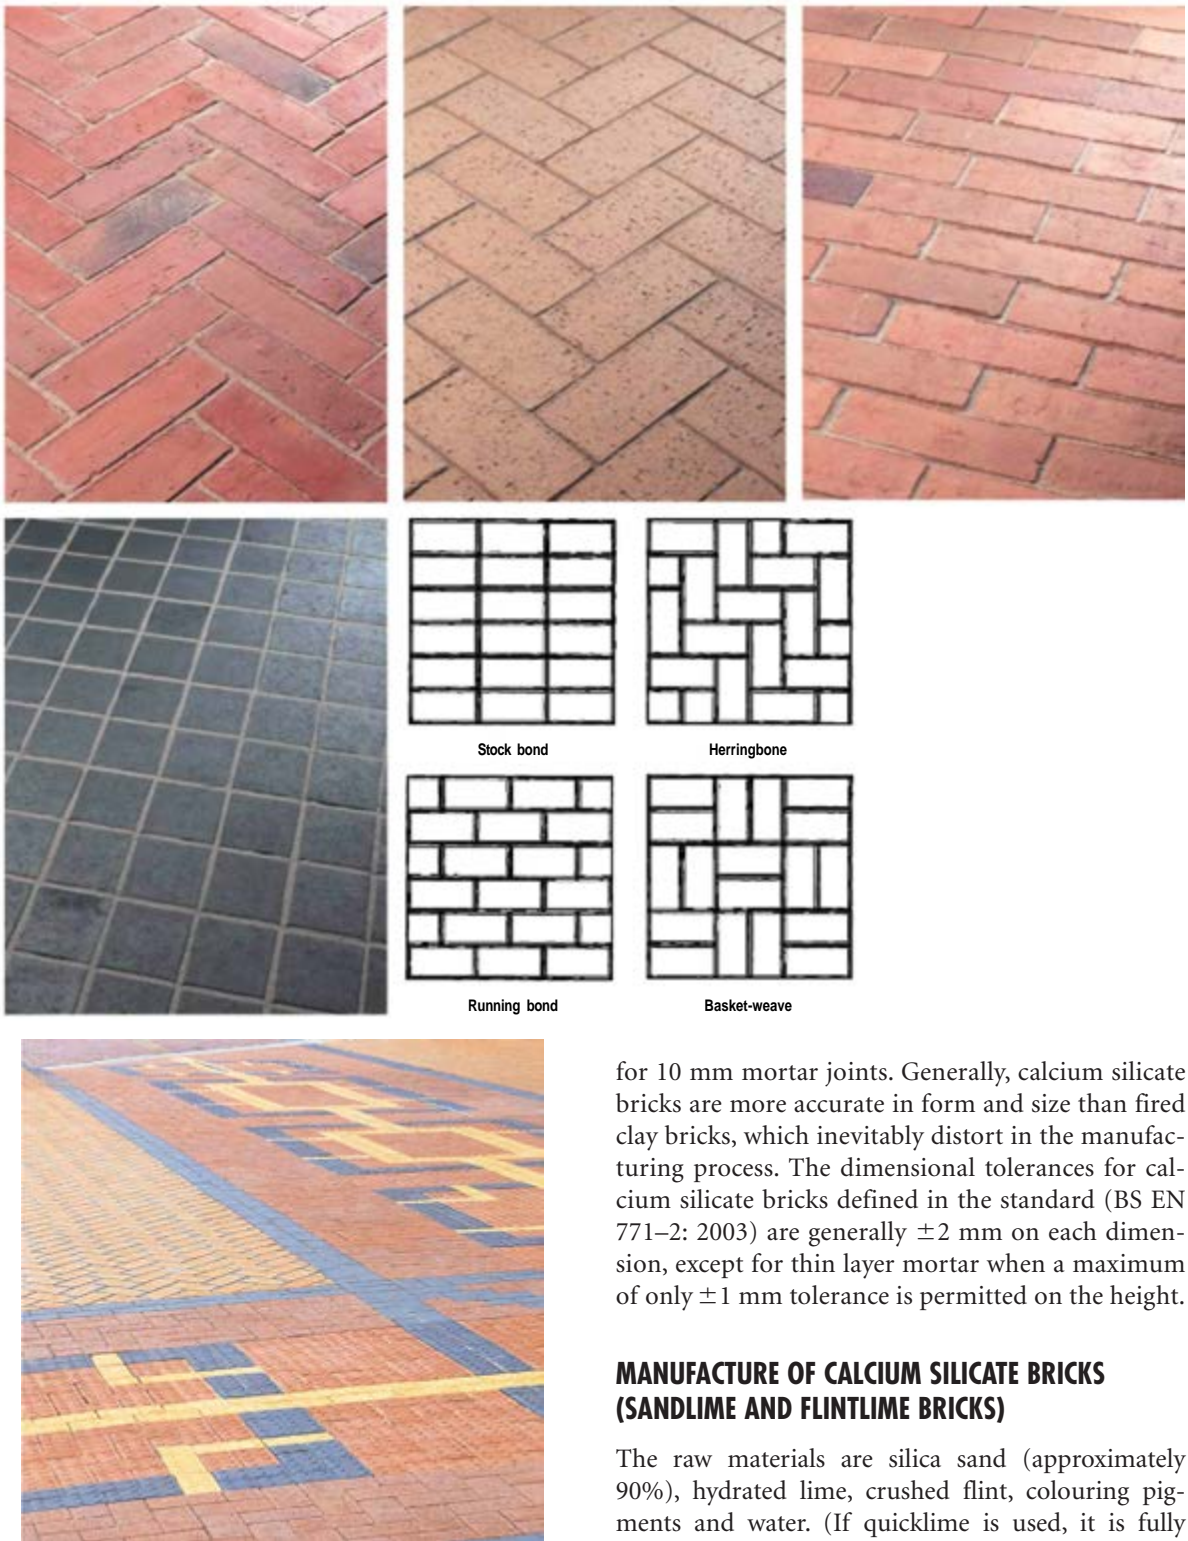 Stock bond
Herringbone
Running bond
Basket-weave
for 10 mm mortar joints. Generally, calcium silicate
bricks are more accurate in form and size than fired
clay bricks, which inevitably distort in the manufac-
turing process. The dimensional tolerances for cal-
cium silicate bricks defined in the standard (BS EN
771–2: 2003) are generally ±2 mm on each dimen-
sion, except for thin layer mortar when a maximum
of only ±1 mm tolerance is permitted on the height.
MANUFACTURE OF CALCIUM SILICATE BRICKS
(SANDLIME AND FLINTLIME BRICKS)
The raw materials are silica sand (approximately
90%), hydrated lime, crushed flint, colouring pig-
ments and water. (If quicklime is used, it is fully